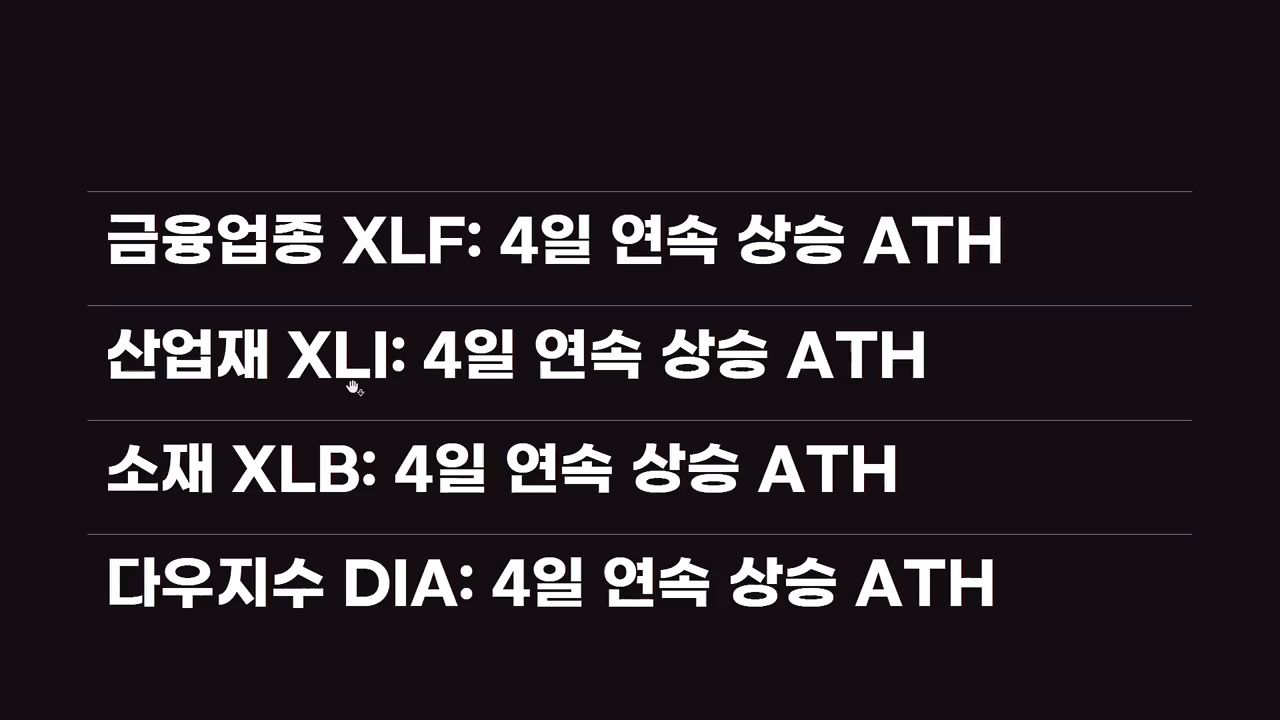 금융업종 XLF: 4일 연속 상승 ATH
산업재 XLI: 4일 연속 상승 ATH
소재 XLB: 4일 연속 상승 ATH
다우지수 DIA: 4일 연속 상승 ATH